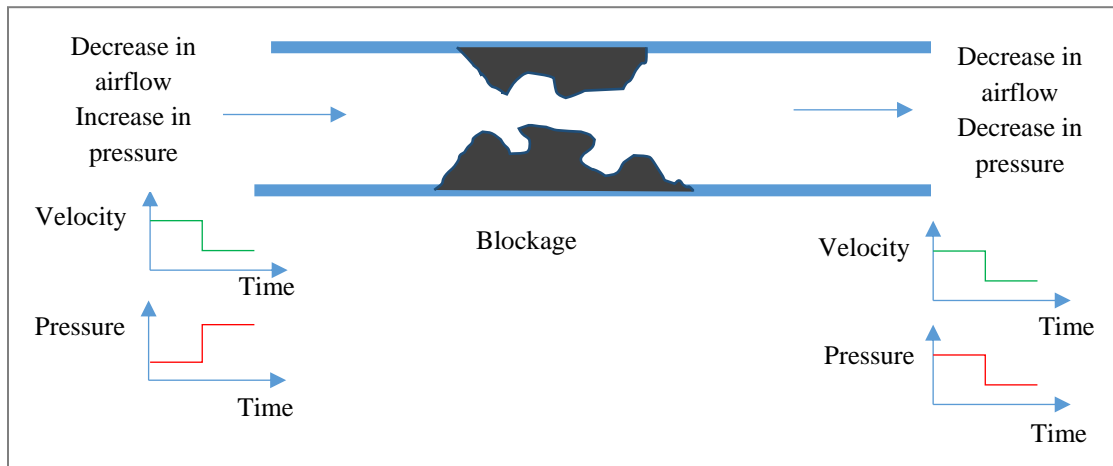 Decrease in
airflow
Increase in
pressure
Decrease in
airflow
Decrease in
pressure
Velocity
Time
Pressure
Time
Blockage
Velocity
Time
Pressure
Time